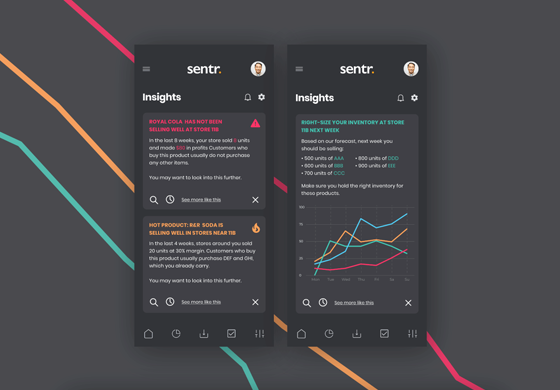 sentr.
Insights
ROYAL COLA HAS NOT BEEN
SELLING WELL AT STORE 118
In the last 8 weeks, your store sold units
and made in profits Customers who
buy this product usually do not purchase
any other items.
You may want to look into this further.
See more like this
HOT PRODUCT: RER SODA IS
SELLING WELL IN STORES NEAR 118
In the last 4 weeks, stores around you sold
20 units at 30% margin. Customers who buy
this product usually purchase DEF and GHI,
which you already carry.
You may want to look into this further.
See more like this
sentr.
Insights
RIGHT-SIZE YOUR INVENTORY AT STORE
118 NEXT WEEK
Based on our forecast, next week you
should be selling:
• 500 units of AAA
• 600 units of BBB
• 700 units of CCC
• 800 units of DDD
• 900 units of EEE
Make sure you hold the right inventory for
these products.
100
75
50
25
0
Mon
Tue
Wed
Thu
Fri
Sa
Su
See more like this